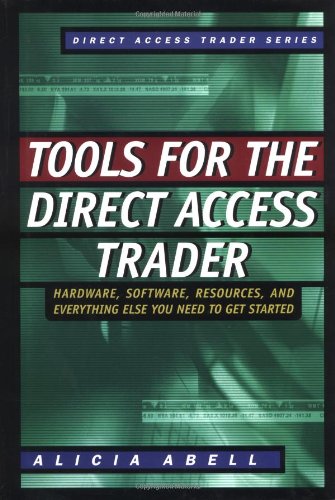 DIRECT ACCESS TRADER SERIES
TOOLS FOR THE
DIRECT ACCESS
TRADER
HARDWARE, SOFTWARE, RESOURCES, AND
EVERYTHING ELSE YOU NEED TO GET STARTED
ALICIA ABELL